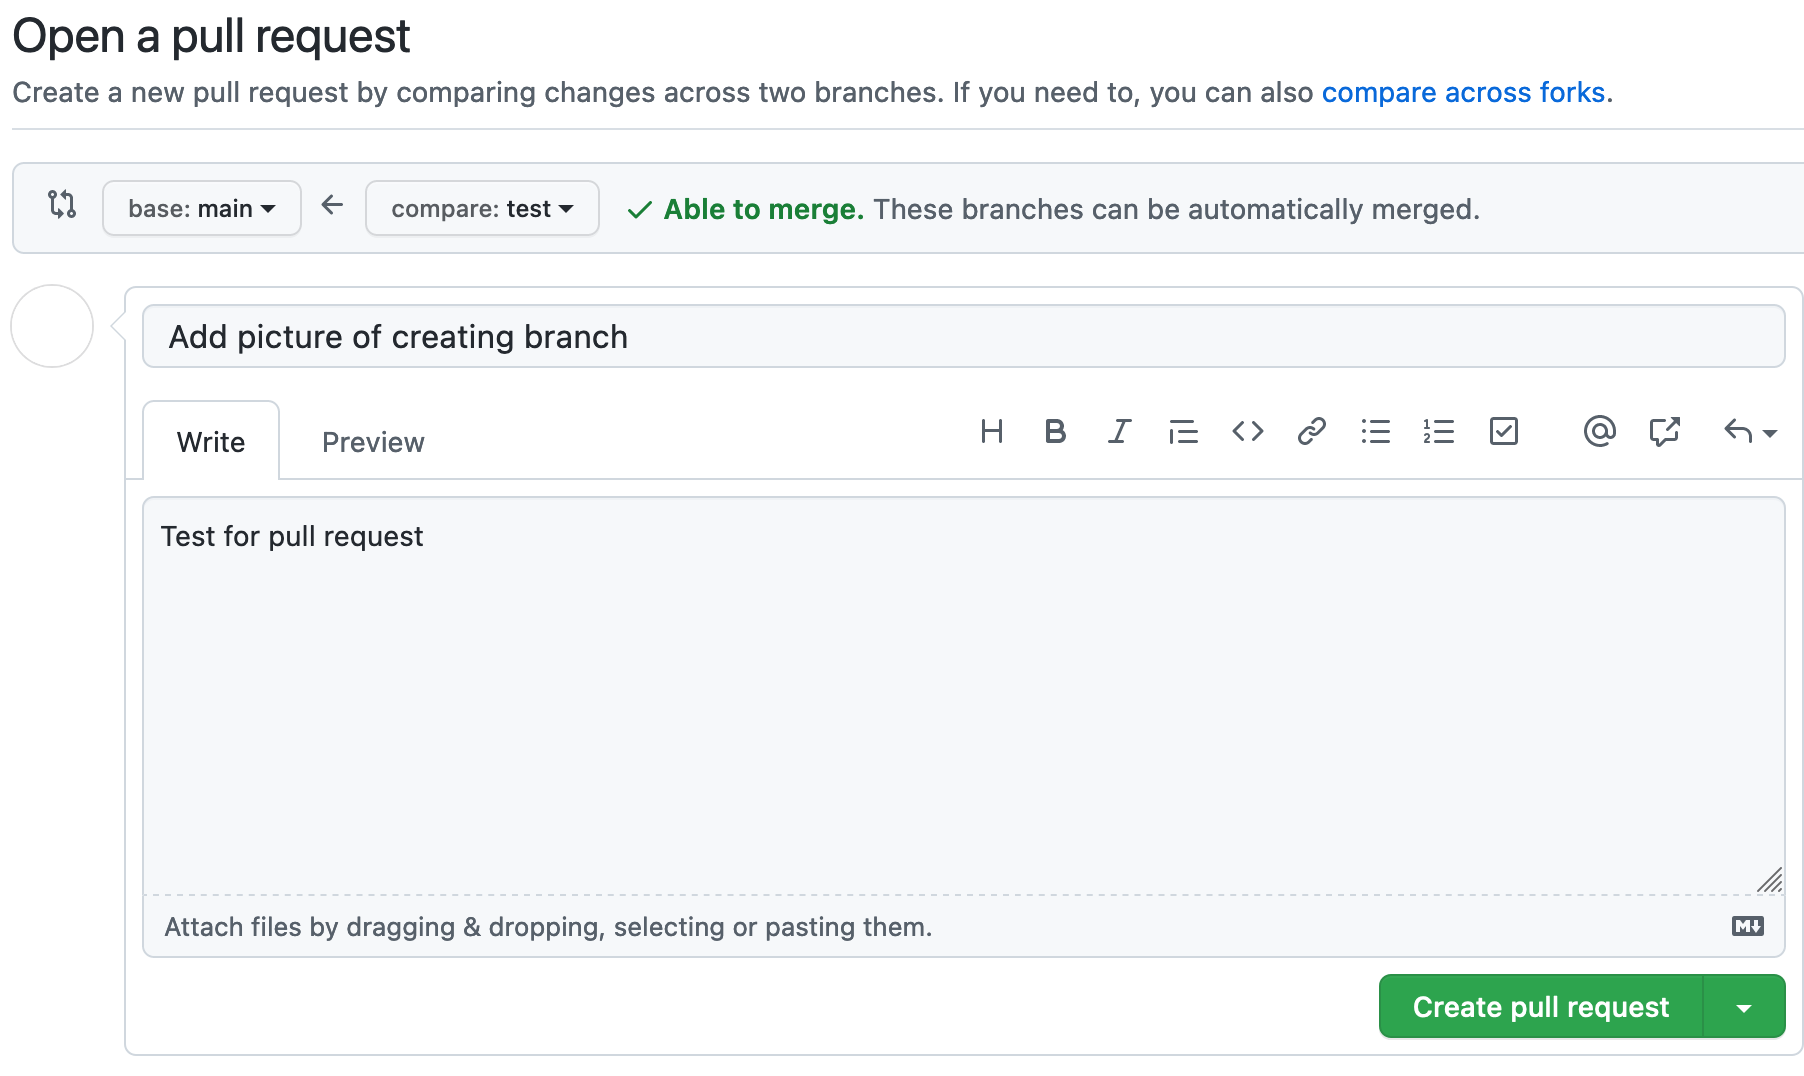 Open a pull request
Create a new pull request by comparing changes across two branches. If you need to, you can also compare across forks.
base: main
compare: test
Able to merge. These branches can be automatically merged.
Add picture of creating branch
Write Preview
Test for pull request
Attach files by dragging & dropping, selecting or pasting them.
Create pull request